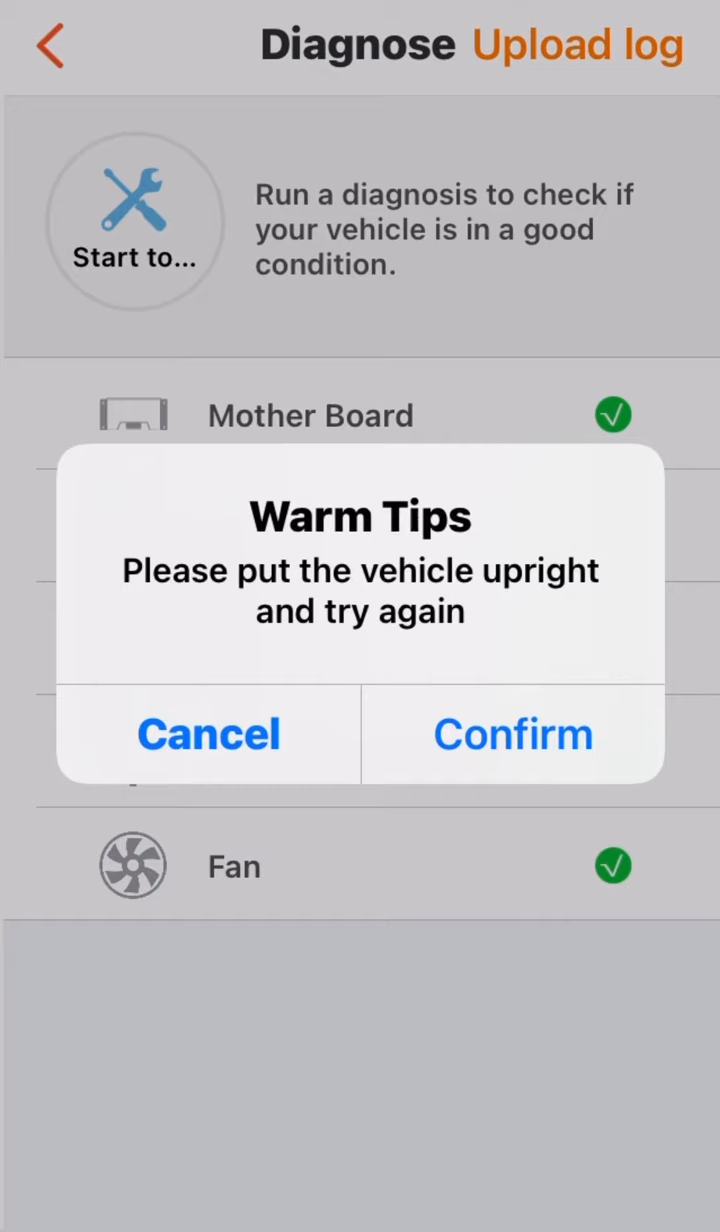 Diagnose Upload log
Run a diagnosis to check if
your vehicle is in a good
condition.
Start to...
Mother Board
Warm Tips
Please put the vehicle upright
and try again
Cancel Confirm
Fan